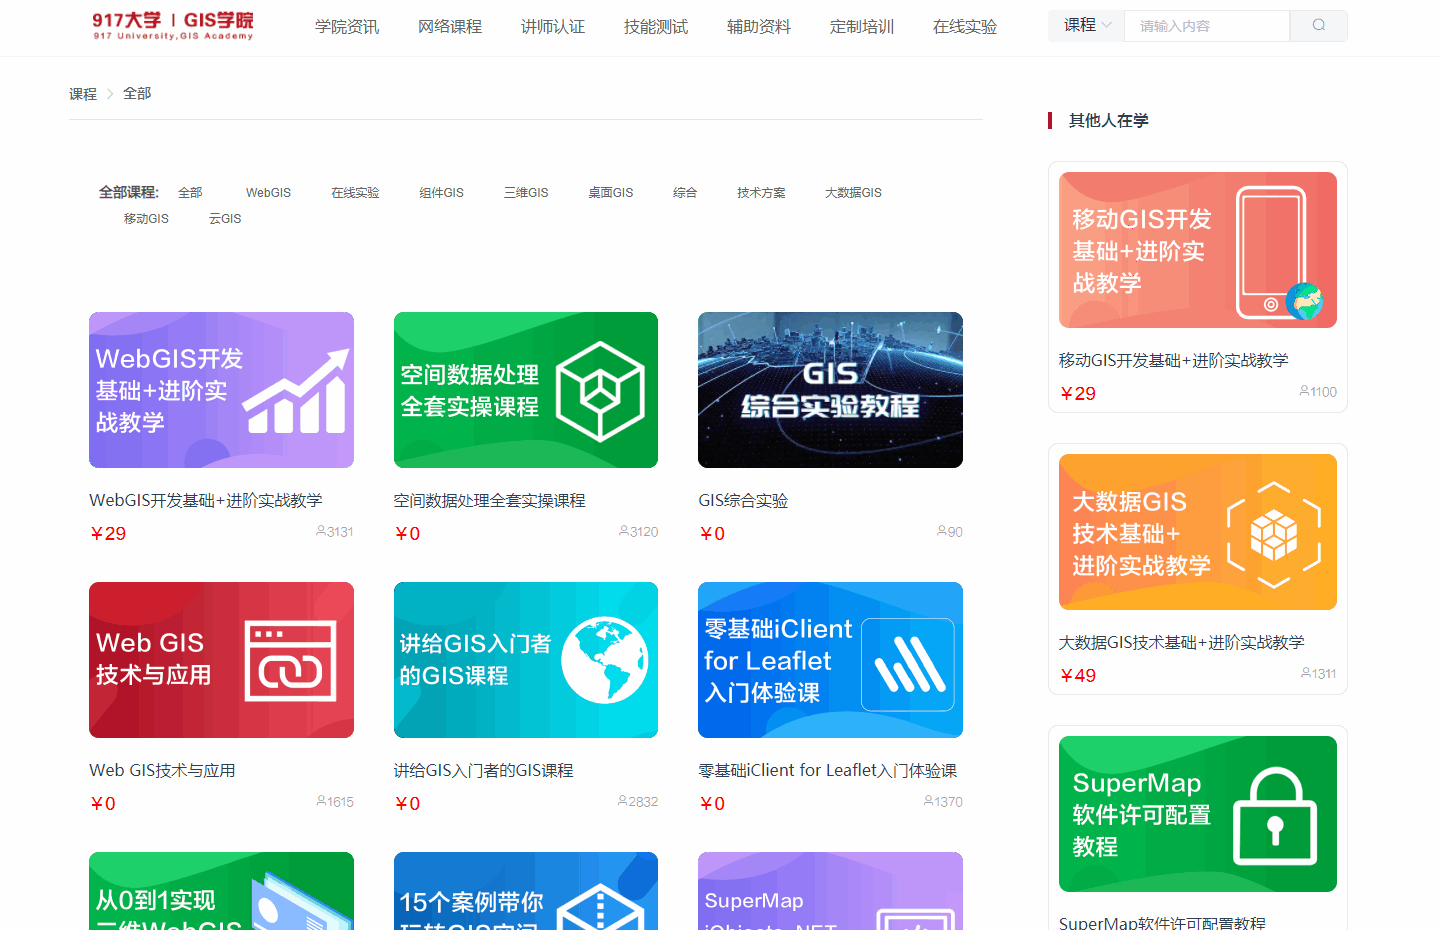 917大学 | GIS学院
917 University,GIS Academy
学院资讯 网络课程 讲师认证 技能测试 辅助资料 定制培训 在线实验
课程 请输入内容
课程 > 全部
全部课程: 全部 WebGIS 在线实验 组件GIS 三维GIS 桌面GIS 综合 技术方案 大数据GIS
移动GIS 云GIS
WebGIS开发
基础+进阶实
战教学
WebGIS开发基础+进阶实战教学
￥29 3131
空间数据处理
全套实操课程
空间数据处理全套实操课程
￥0 3120
GIS
综合实验教程
GIS综合实验
￥0 90
Web GIS
技术与应用
Web GIS技术与应用
￥0 1615
讲给GIS入门者
的GIS课程
讲给GIS入门者的GIS课程
￥0 2832
零基础iClient
for Leaflet
入门体验课
零基础iClient for Leaflet入门体验课
￥0 1370
从0到1实现
三维WebGIS
15个案例带你
玩转GIS空间
SuperMap
iObjects .NET
其他人在学
移动GIS开发
基础+进阶实
战教学
移动GIS开发基础+进阶实战教学
￥29 1100
大数据GIS
技术基础+
进阶实战教学
大数据GIS技术基础+进阶实战教学
￥49 1311
SuperMap
软件许可配置
教程
SuperMap软件许可配置教程